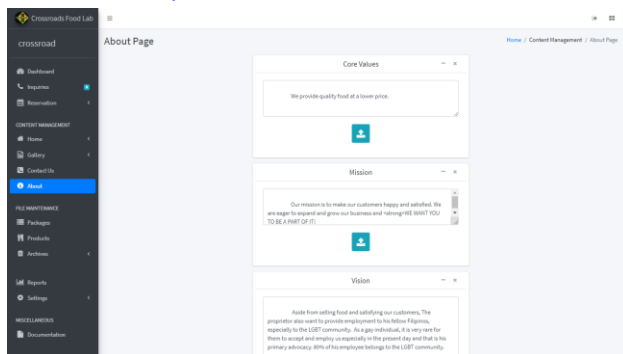 Crossroads Food Lab
crossroad
Dashboard
Inquiries
Reservation
CONTENT MANAGEMENT
Home
Gallery
Contact Us
About
FILE MAINTENANCE
Packages
Products
Archives
Reports
Settings
MISCELLANEOUS
Documentation
About Page
Home / Content Management / About Page
Core Values
We provide quality food at a lower price.
Mission
Our mission is to make our customers happy and satisfied. We
are eager to expand and grow our business and <strong>WE WANT YOU
TO BE A PART OF IT!
Vision
Aside from selling food and satisfying our customers, The
proprietor also want to provide employment to his fellow Filipinos,
especially to the LGBT community. As a gay individual, it is very rare for
them to accept and employ us especially in the present day and that is his
primary advocacy. 80% of his employee belongs to the LGBT community.